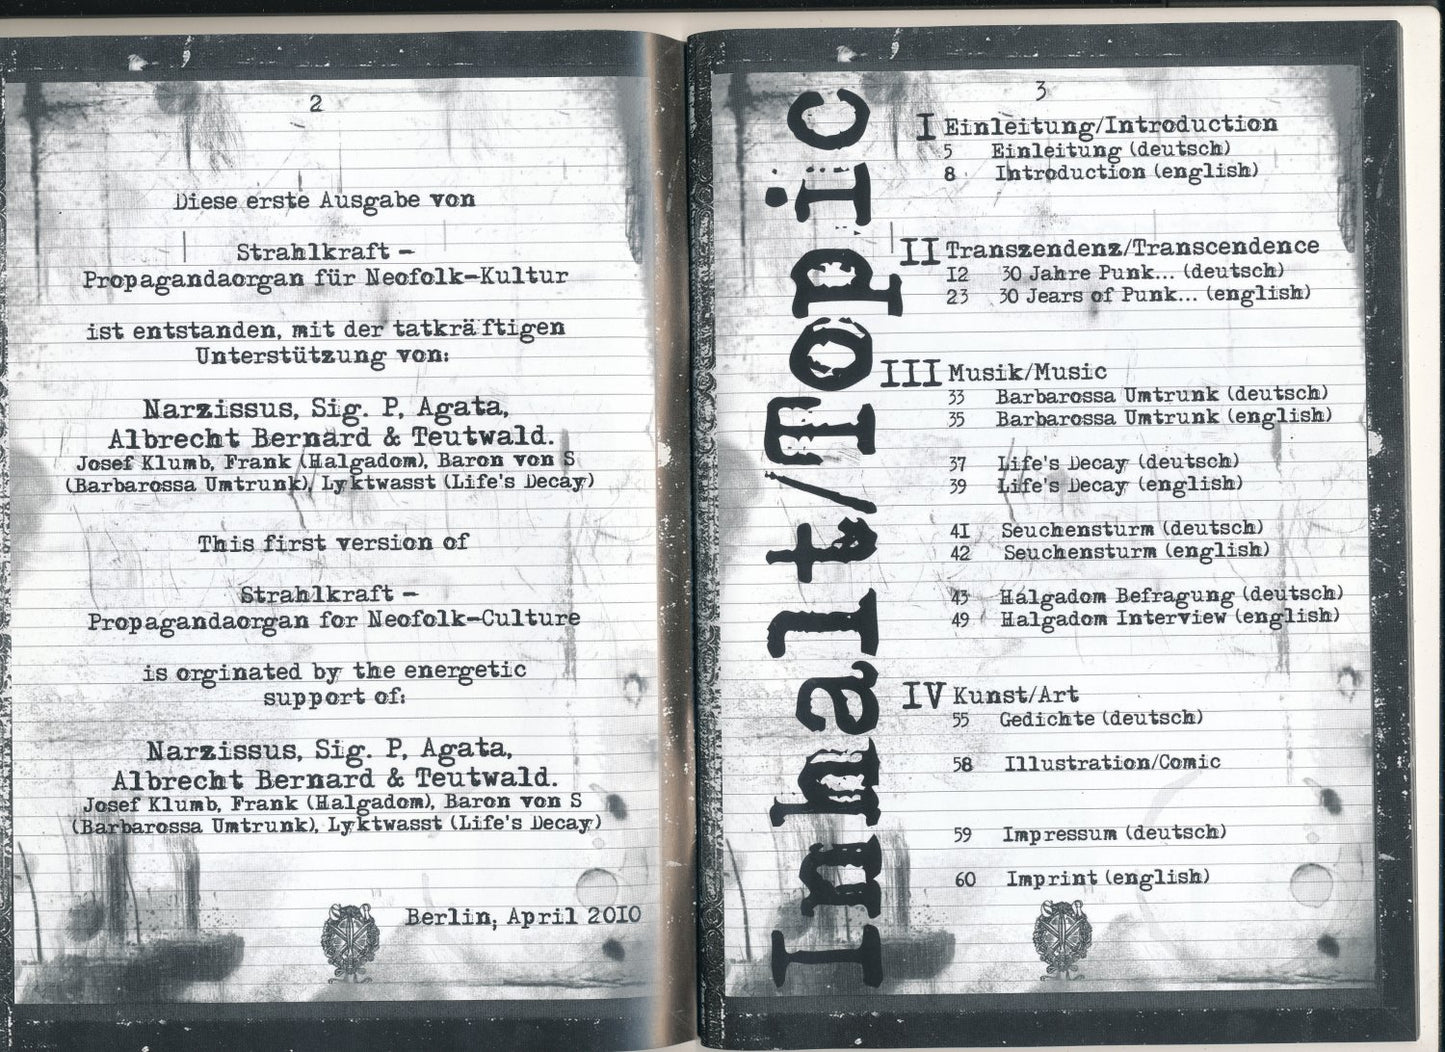 2
Diese erste Ausgabe von
Strahlkraft –
Propagandaorgan für Neofolk-Kultur
ist entstanden, mit der tatkräftigen
Unterstützung von:
Narzissus, Sig. P, Agata,
Albrecht Bernard & Teutwald.
Josef Klumb, Frank (Halgadom), Baron von S
(Barbarossa Umtrunk), Lyktwasst (Life's Decay)
This first version of
Strahlkraft –
Propagandaorgan for Neofolk-Culture
is orginated by the energetic
support of:
Narzissus, Sig. P, Agata,
Albrecht Bernard & Teutwald.
Josef Klumb, Frank (Halgadom), Baron von S
(Barbarossa Umtrunk), Lyktwasst (Life's Decay)
Berlin, April 2010
3
Inhalt/Topic
I Einleitung/Introduction
5 Einleitung (deutsch)
8 Introduction (english)
II Transzendenz/Transcendence
12 30 Jahre Punk... (deutsch)
23 30 Jears of Punk... (english)
III Musik/Music
33 Barbarossa Umtrunk (deutsch)
35 Barbarossa Umtrunk (english)
37 Life's Decay (deutsch)
39 Life's Decay (english)
41 Seuchensturm (deutsch)
42 Seuchensturm (english)
43 Halgadom Befragung (deutsch)
49 Halgadom Interview (english)
IV Kunst/Art
55 Gedichte (deutsch)
58 Illustration/Comic
59 Impressum (deutsch)
60 Imprint (english)